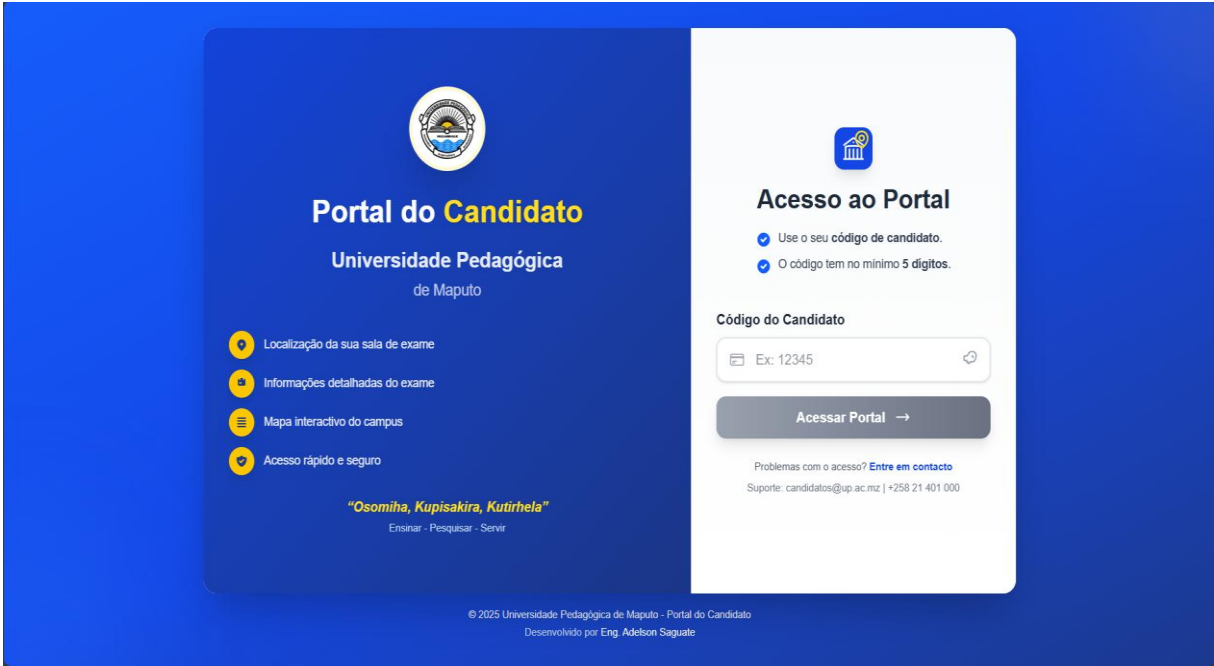 Portal do Candidato
Universidade Pedagógica
de Maputo
Localização da sua sala de exame
Informações detalhadas do exame
Mapa interactivo do campus
Acesso rápido e seguro
“Osomiha, Kupisakira, Kutirhela”
Ensinar - Pesquisar - Servir
Acesso ao Portal
Use o seu código de candidato.
O código tem no mínimo 5 dígitos.
Código do Candidato
Ex: 12345
Acessar Portal →
Problemas com o acesso? Entre em contacto
Suporte: candidatos@up.ac.mz | +258 21 401 000
© 2025 Universidade Pedagógica de Maputo - Portal do Candidato
Desenvolvido por Eng. Adelson Saguate